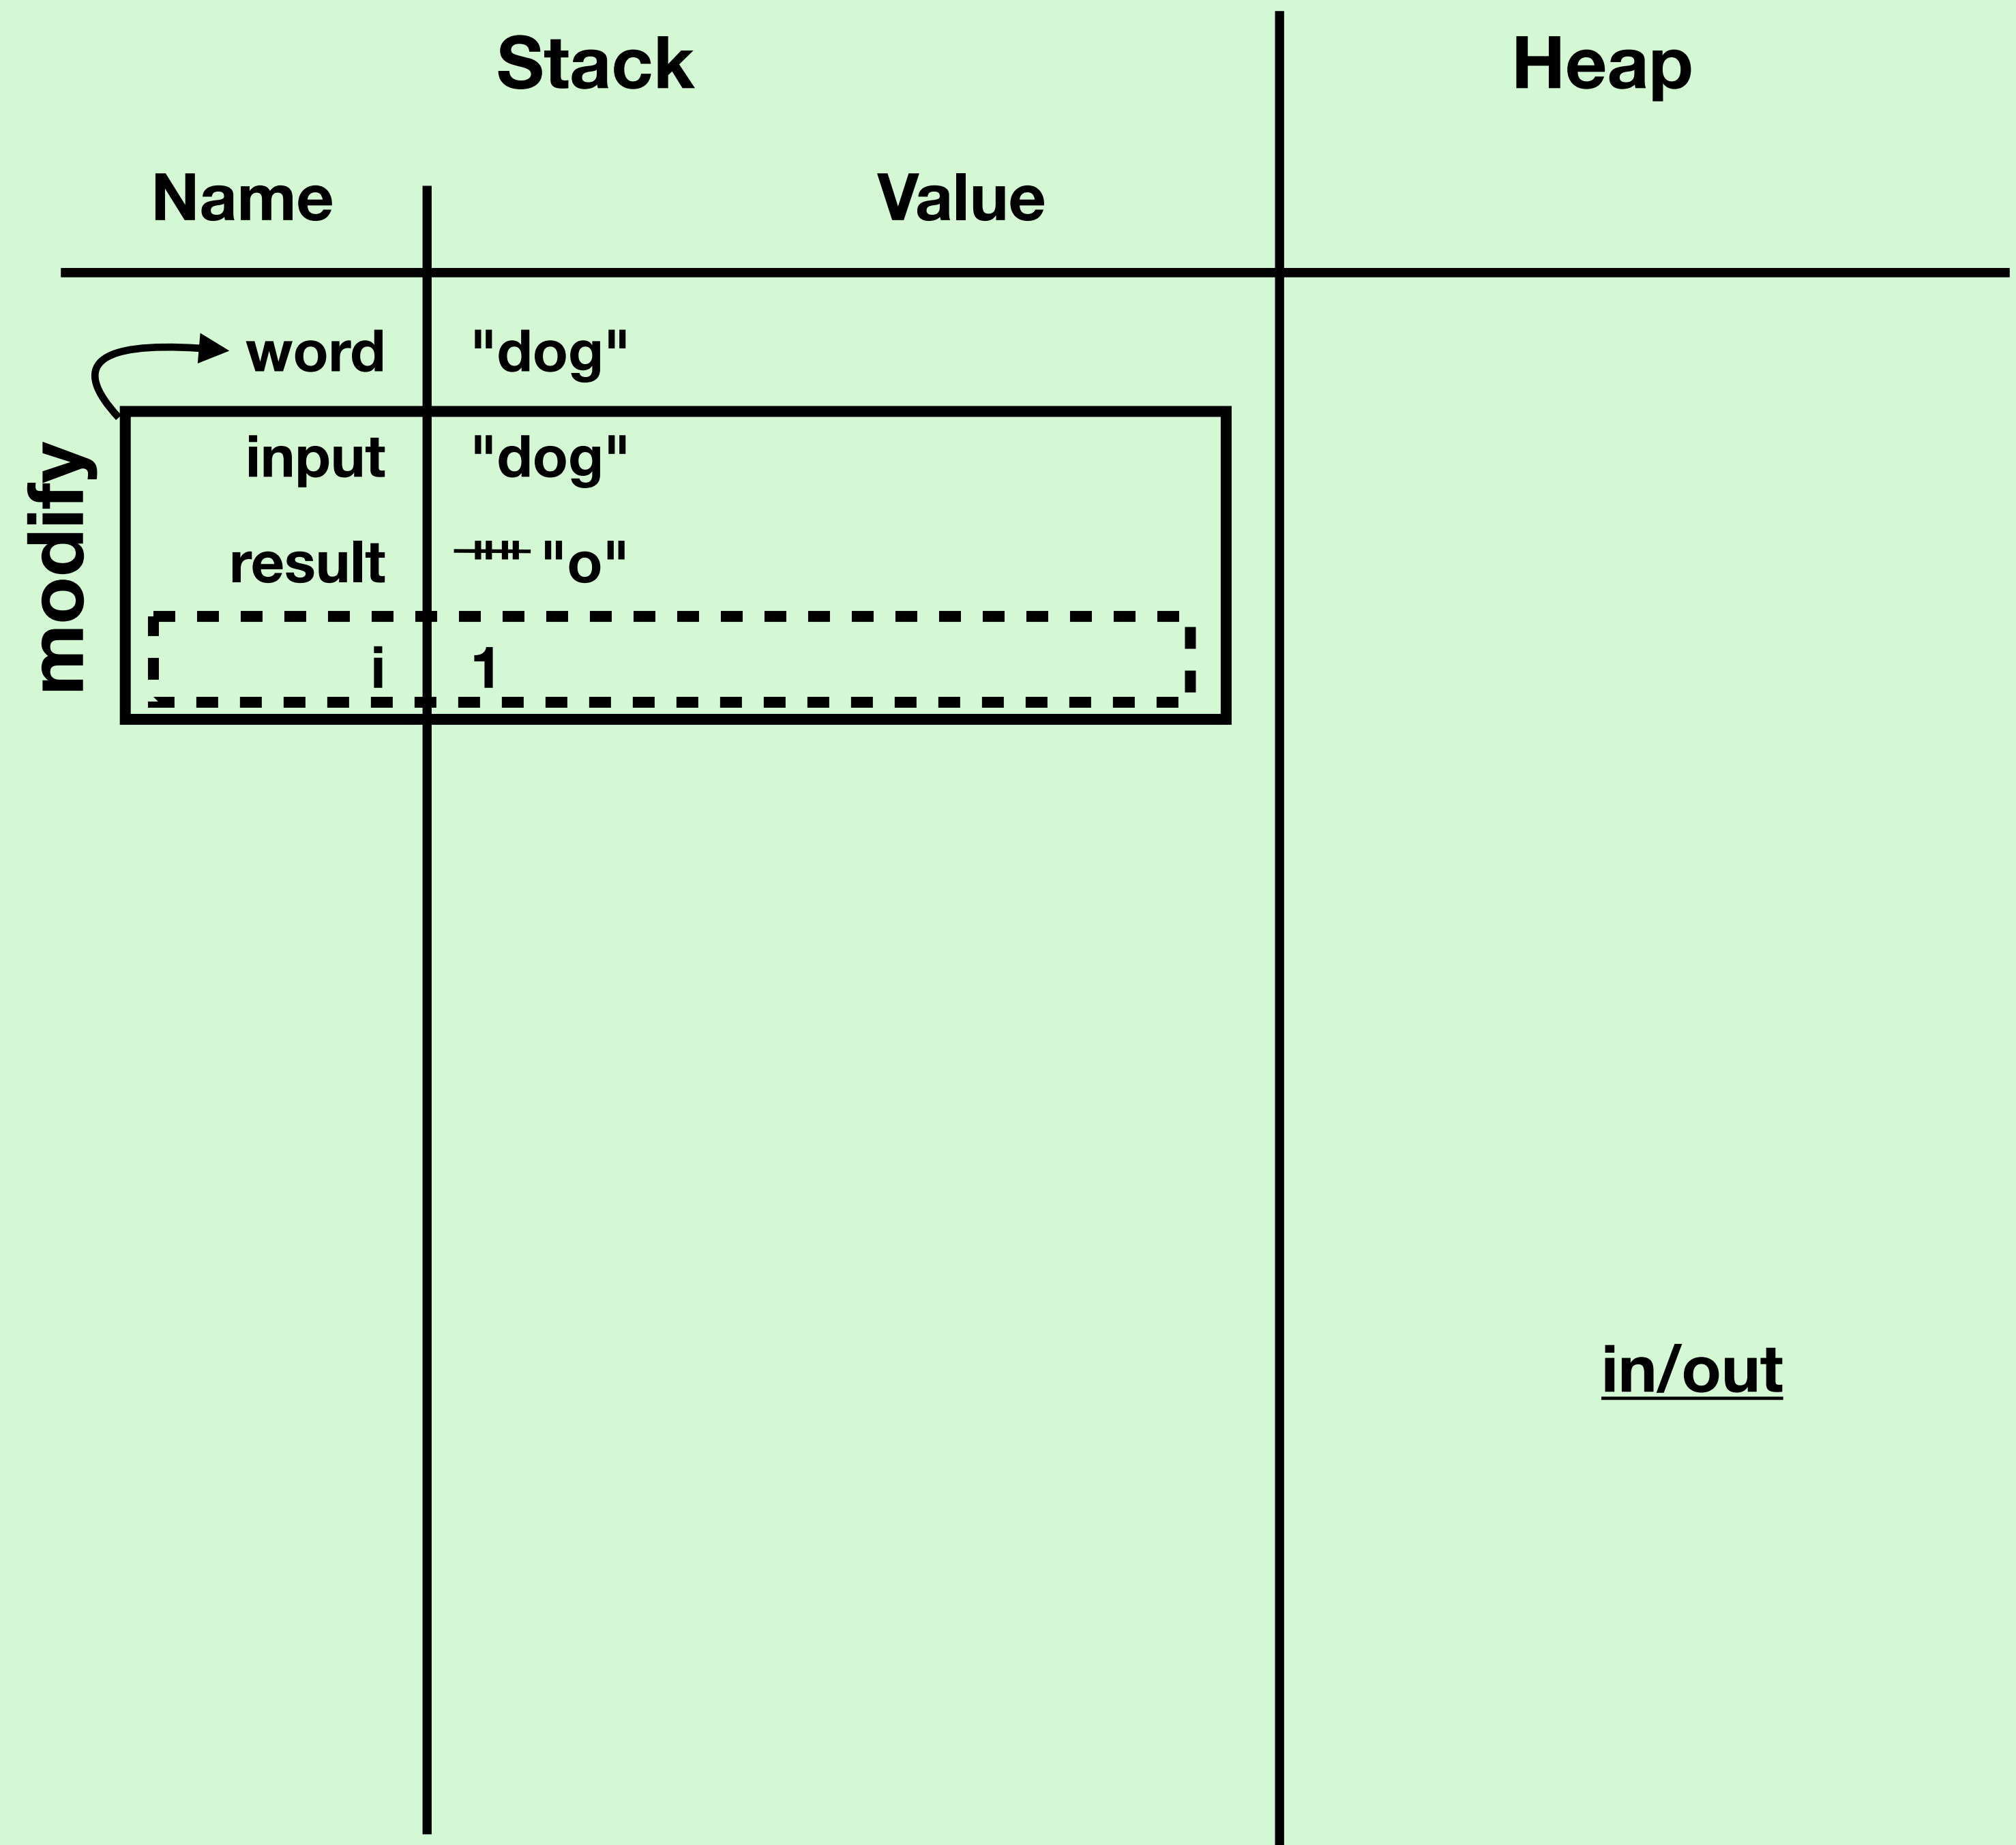 Stack
Heap
Name
Value
word "dog"
modify
input "dog"
result "" "o"
i 1
in/out